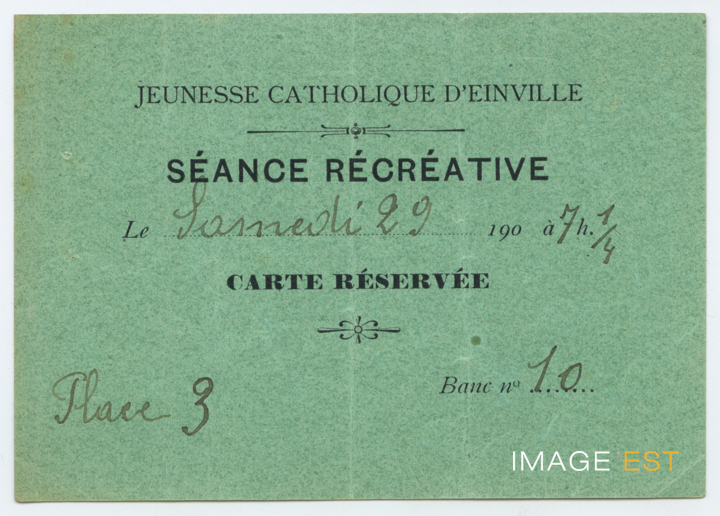 JEUNESSE CATHOLIQUE D'EINVILLE
SÉANCE RÉCRÉATIVE
Le Samedi 29 190 à 7 h. 1/4
CARTE RÉSERVÉE
Banc nº 10
Place 3
IMAGE EST